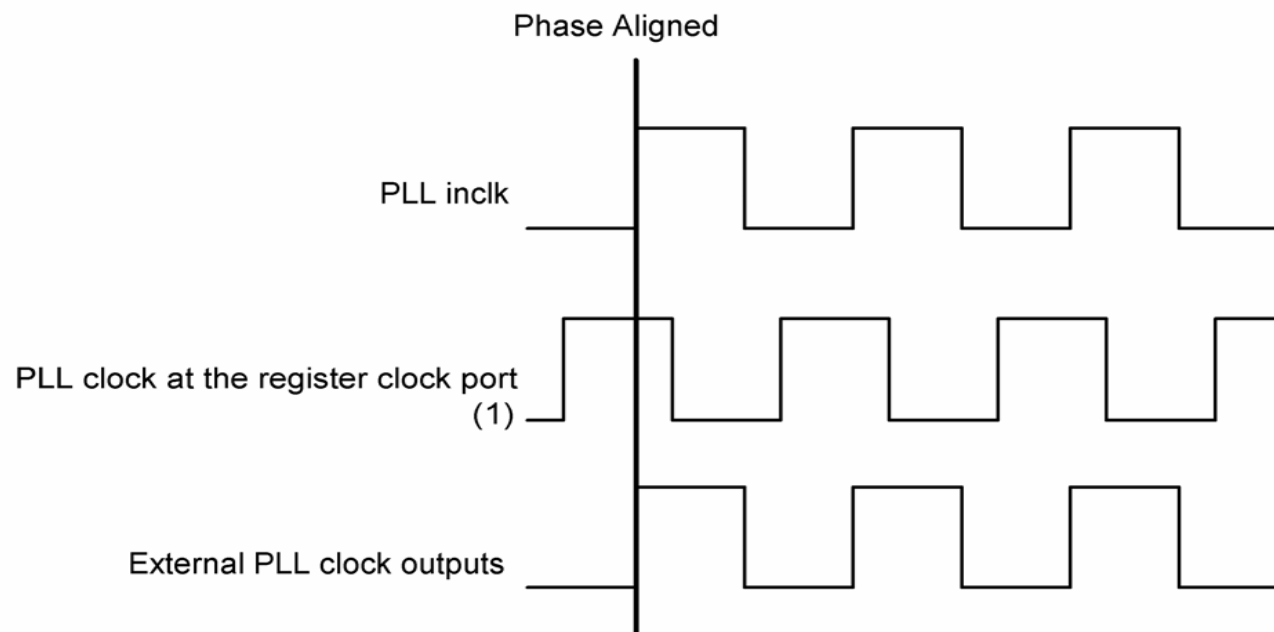 Phase Aligned
PLL inclk
PLL clock at the register clock port
(1)
External PLL clock outputs